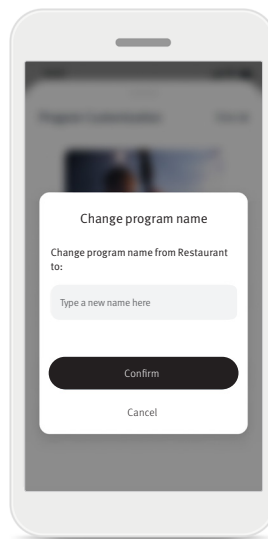 Change program name
Change program name from Restaurant
to:
Type a new name here
Confirm
Cancel